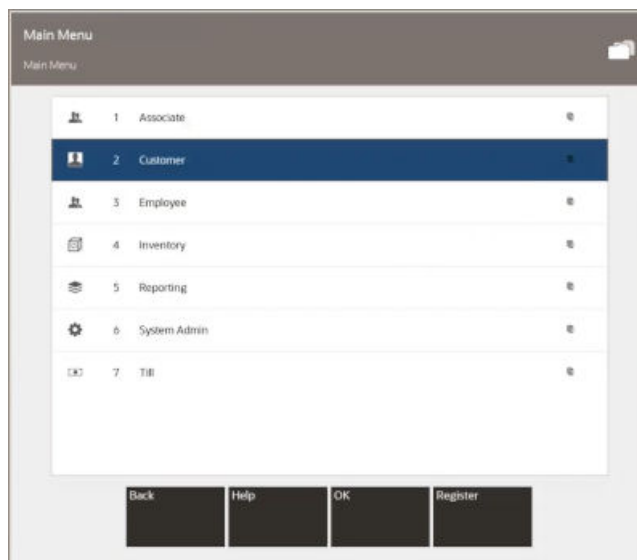 Main Menu
Main Menu
1 Associate
2 Customer
3 Employee
4 Inventory
5 Reporting
6 System Admin
7 Till
Back Help OK Register